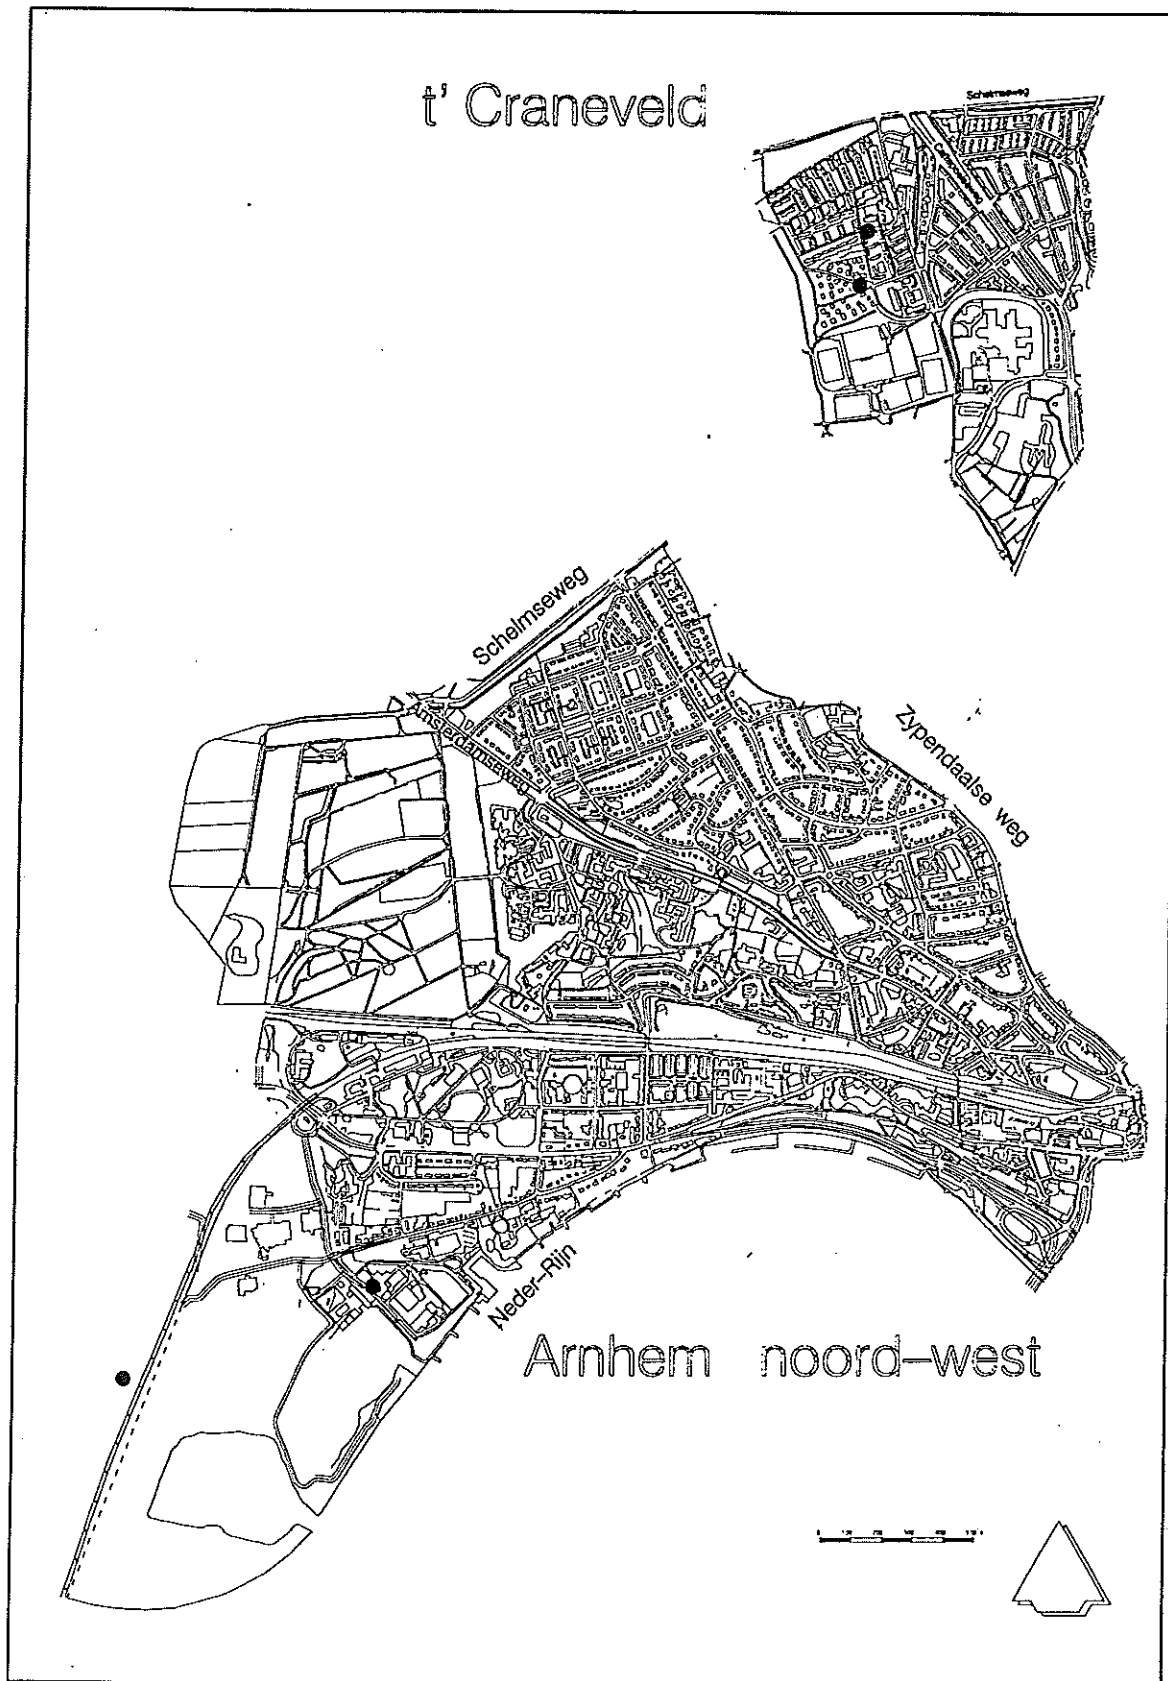 t' Craneveld
Schelmseweg
Schelmseweg
Amsterdamseweg
Zypendaalse weg
Neder-Rijn
Arnhem noord-west